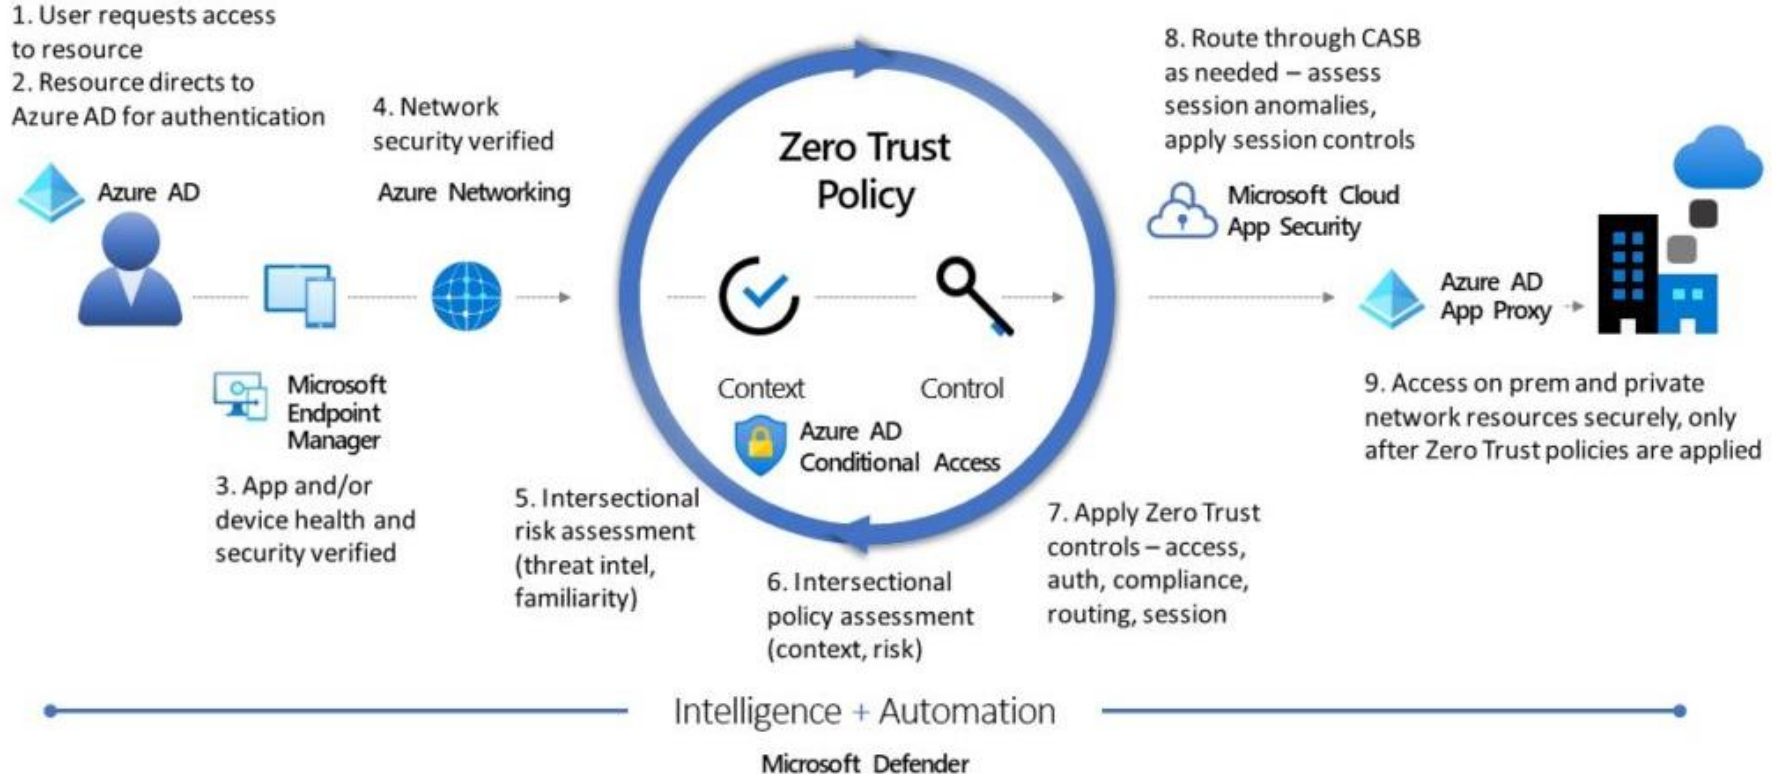 1. User requests access
to resource
2. Resource directs to
Azure AD for authentication
Azure AD
4. Network
security verified
Azure Networking
Microsoft
Endpoint
Manager
3. App and/or
device health and
security verified
5. Intersectional
risk assessment
(threat intel,
familiarity)
Zero Trust
Policy
Context
Control
Azure AD
Conditional Access
6. Intersectional
policy assessment
(context, risk)
7. Apply Zero Trust
controls – access,
auth, compliance,
routing, session
8. Route through CASB
as needed – assess
session anomalies,
apply session controls
Microsoft Cloud
App Security
Azure AD
App Proxy
9. Access on prem and private
network resources securely, only
after Zero Trust policies are applied
Intelligence + Automation
Microsoft Defender